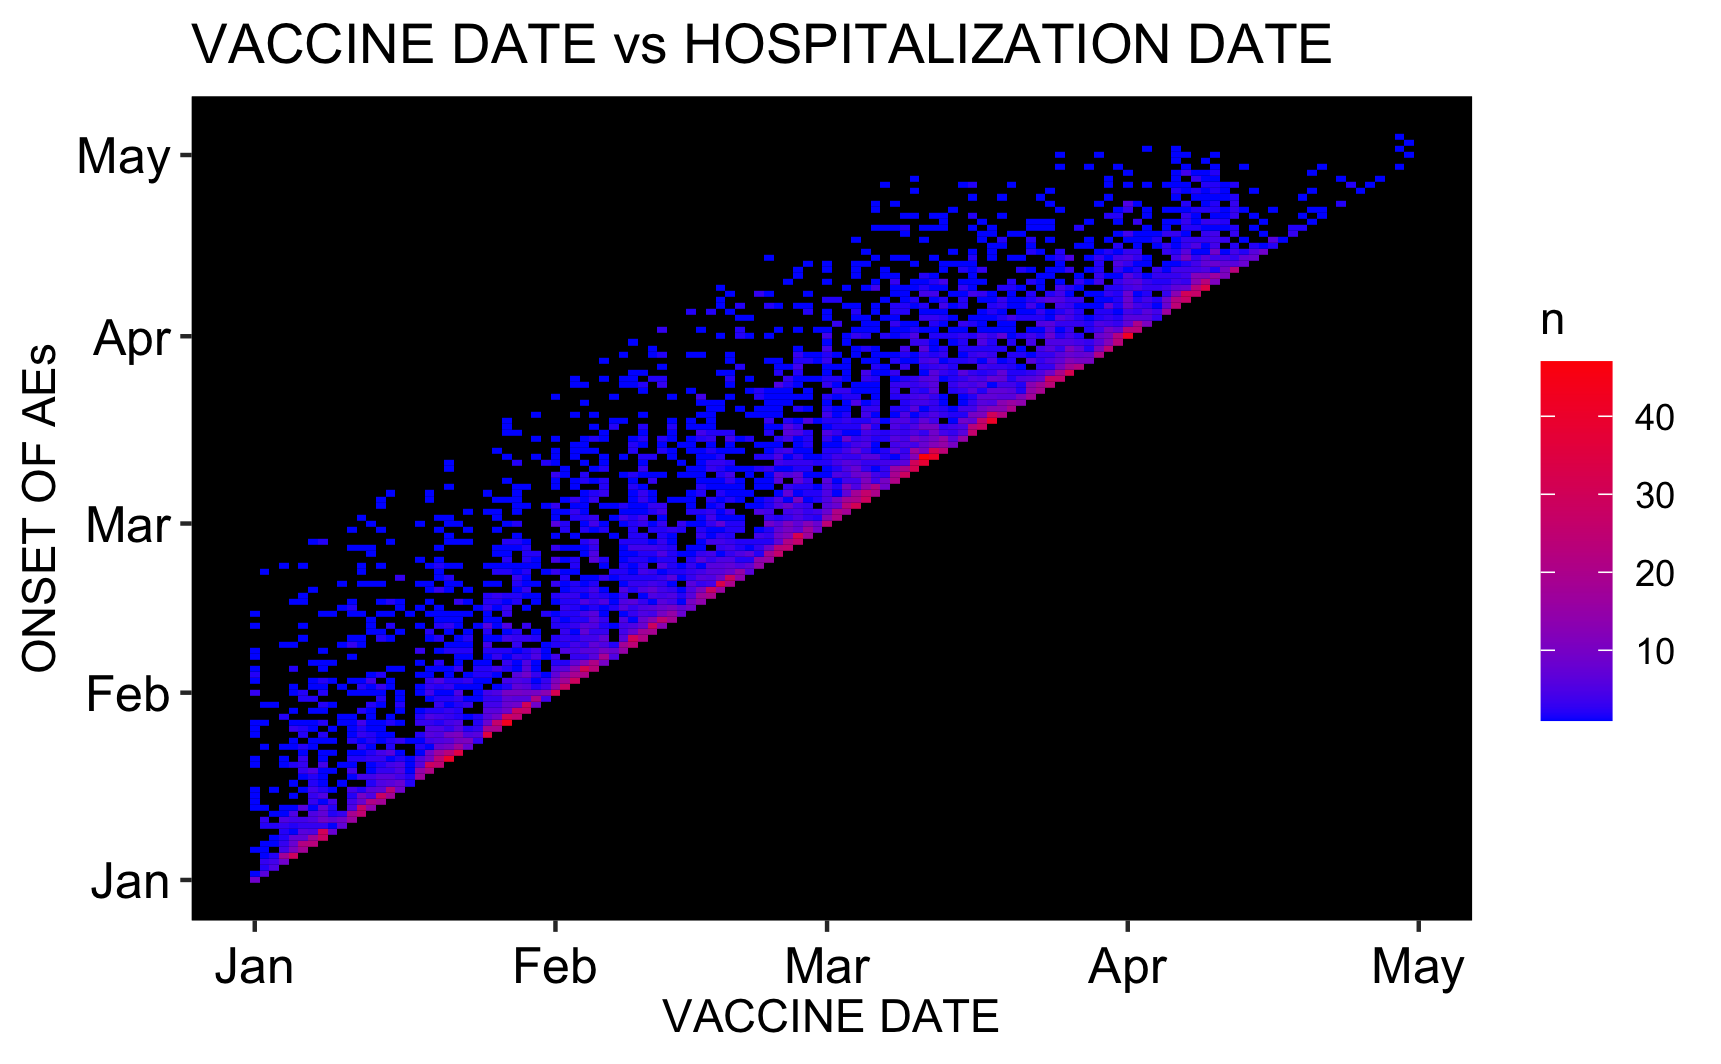 VACCINE DATE vs HOSPITALIZATION DATE
ONSET OF AEs
May
Apr
Mar
Feb
Jan
Jan
Feb
Mar
Apr
May
VACCINE DATE
n
40
30
20
10